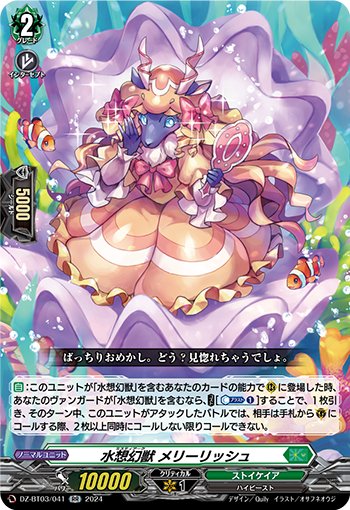 2
グレード
インターセプト
5000
シールド
ばっちりおめかし。どう?見惚れちゃうでしょ。
自:このユニットが「水想幻獣」を含むあなたのカードの能力でRに登場した時、
あなたのヴァンガードが「水想幻獣」を含むなら、【コスト】[ブラスト1]することで、1枚引
き、そのターン中、このユニットがアタックしたバトルでは、相手は手札からGに
コールする際、2枚以上同時にコールしない限りコールできない。
ノーマルユニット
水想幻獣 メリーリッシュ
パワー
10000
クリティカル
1
ストイケイア
ハイビースト
DZ-BT03/041 RR 2024
デザイン/Quily イラスト/オサフネオウジ